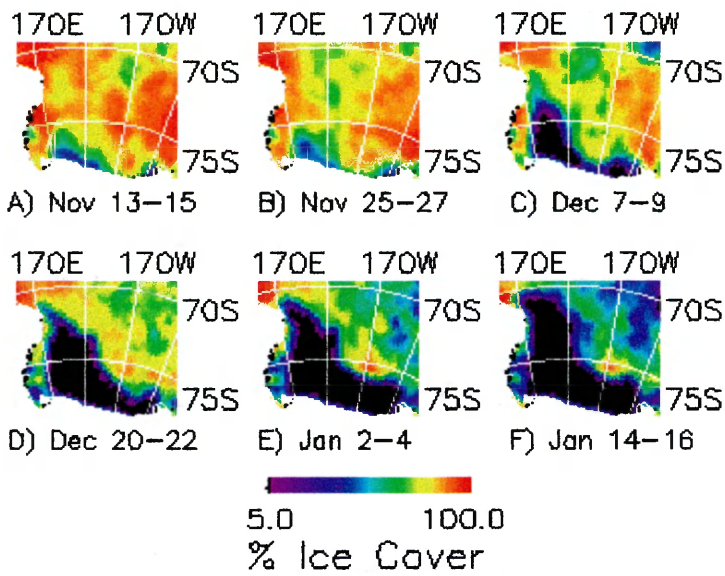 170E 170W 170E 170W 170E 170W
70S 70S 70S
75S 75S 75S
A) Nov 13-15 B) Nov 25-27 C) Dec 7-9
170E 170W 170E 170W 170E 170W
70S 70S 70S
75S 75S 75S
D) Dec 20-22 E) Jan 2-4 F) Jan 14-16
5.0 100.0
% Ice Cover